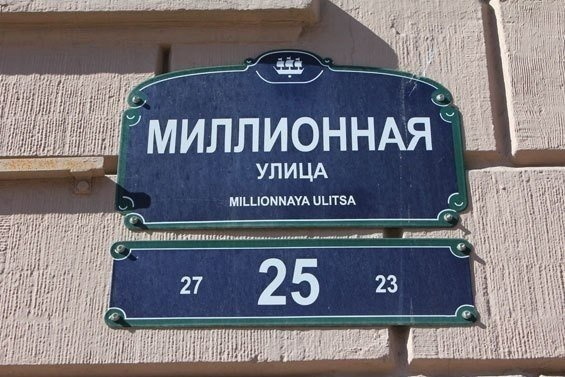 МИЛЛИОННАЯ
УЛИЦА
MILLIONNAYA ULITSA
27 25 23